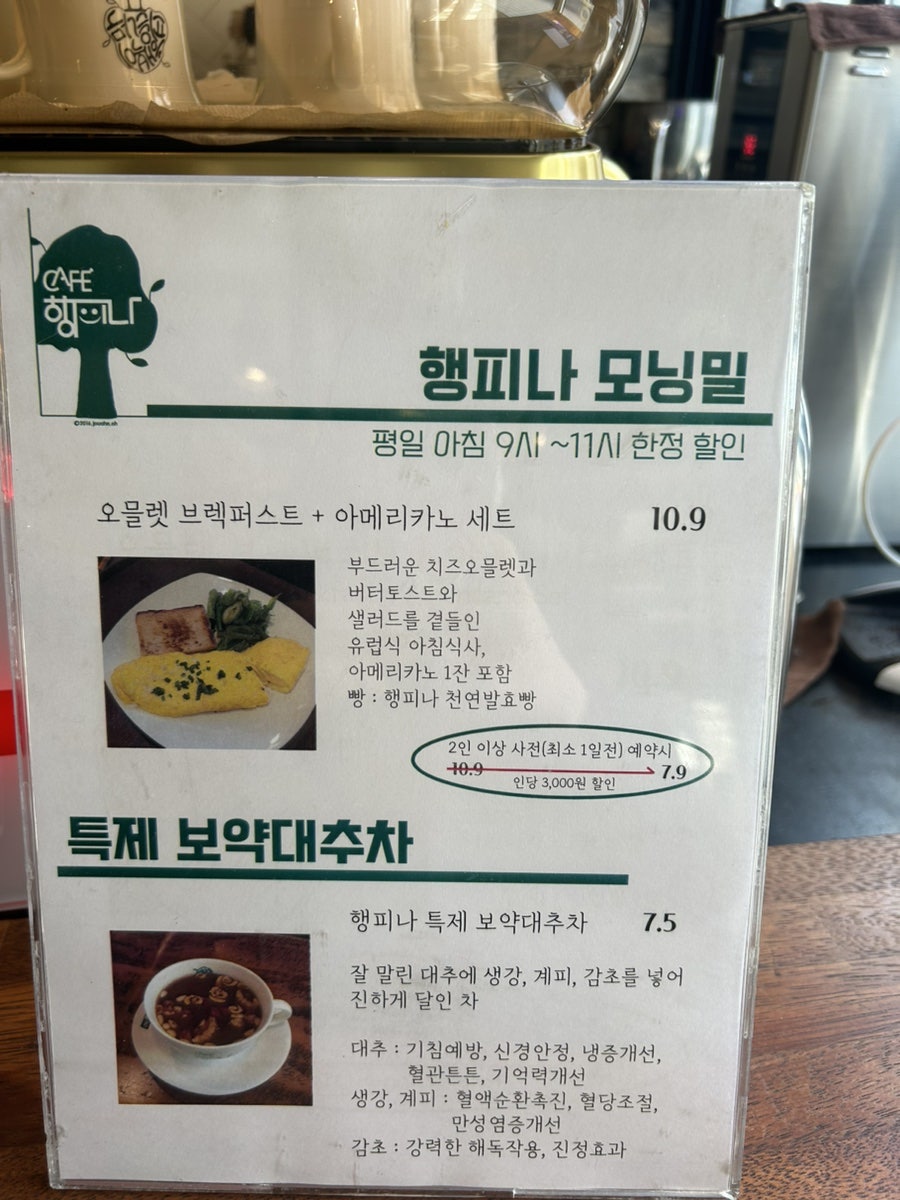 CAFE
행피나
행피나 모닝밀
평일 아침 9시 ~11시 한정 할인
오믈렛 브렉퍼스트 + 아메리카노 세트 10.9
부드러운 치즈오믈렛과
버터토스트와
샐러드를 곁들인
유럽식 아침식사,
아메리카노 1잔 포함
빵 : 행피나 천연발효빵
2인 이상 사전(최소 1일전) 예약시
10.9 7.9
인당 3,000원 할인
특제 보약대추차
행피나 특제 보약대추차 7.5
잘 말린 대추에 생강, 계피, 감초를 넣어
진하게 달인 차
대추 : 기침예방, 신경안정, 냉증개선,
혈관튼튼, 기억력개선
생강, 계피 : 혈액순환촉진, 혈당조절,
만성염증개선
감초 : 강력한 해독작용, 진정효과